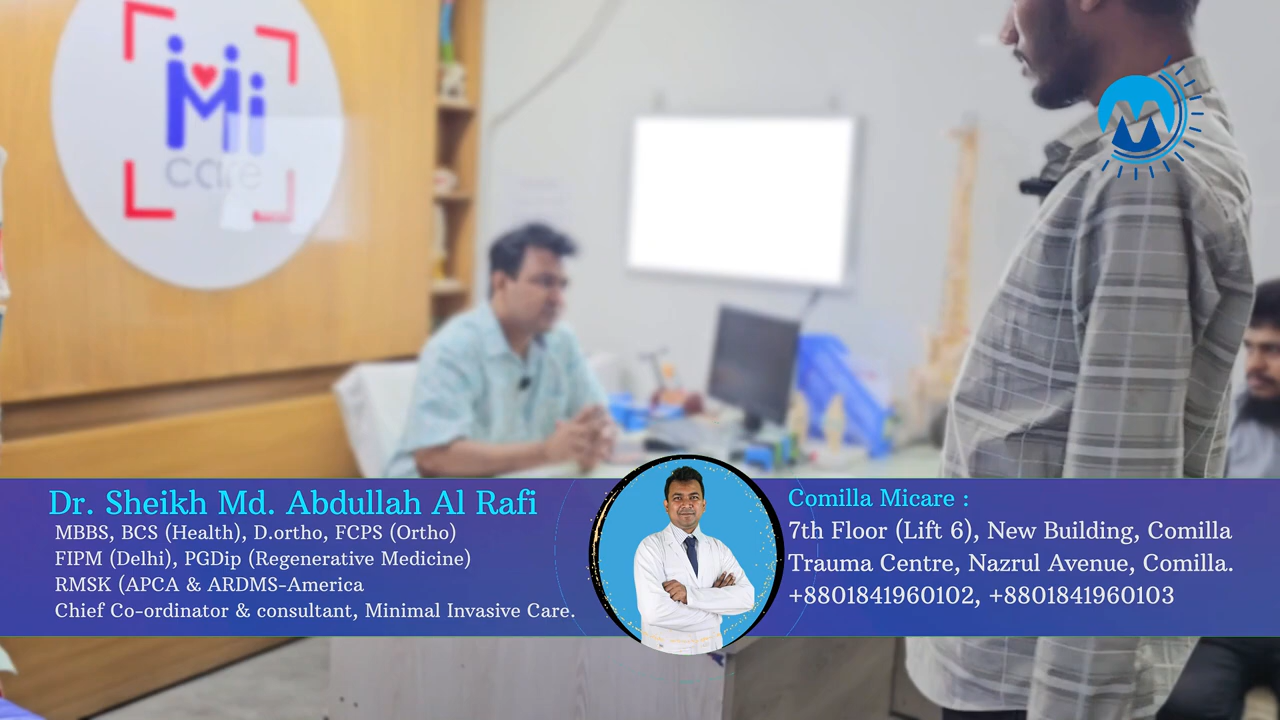 Mi
care
Dr. Sheikh Md. Abdullah Al Rafi
MBBS, BCS (Health), D.ortho, FCPS (Ortho)
FIPM (Delhi), PGDip (Regenerative Medicine)
RMSK (APCA & ARDMS-America
Chief Co-ordinator & consultant, Minimal Invasive Care.
Comilla Micare :
7th Floor (Lift 6), New Building, Comilla
Trauma Centre, Nazrul Avenue, Comilla.
+8801841960102, +8801841960103